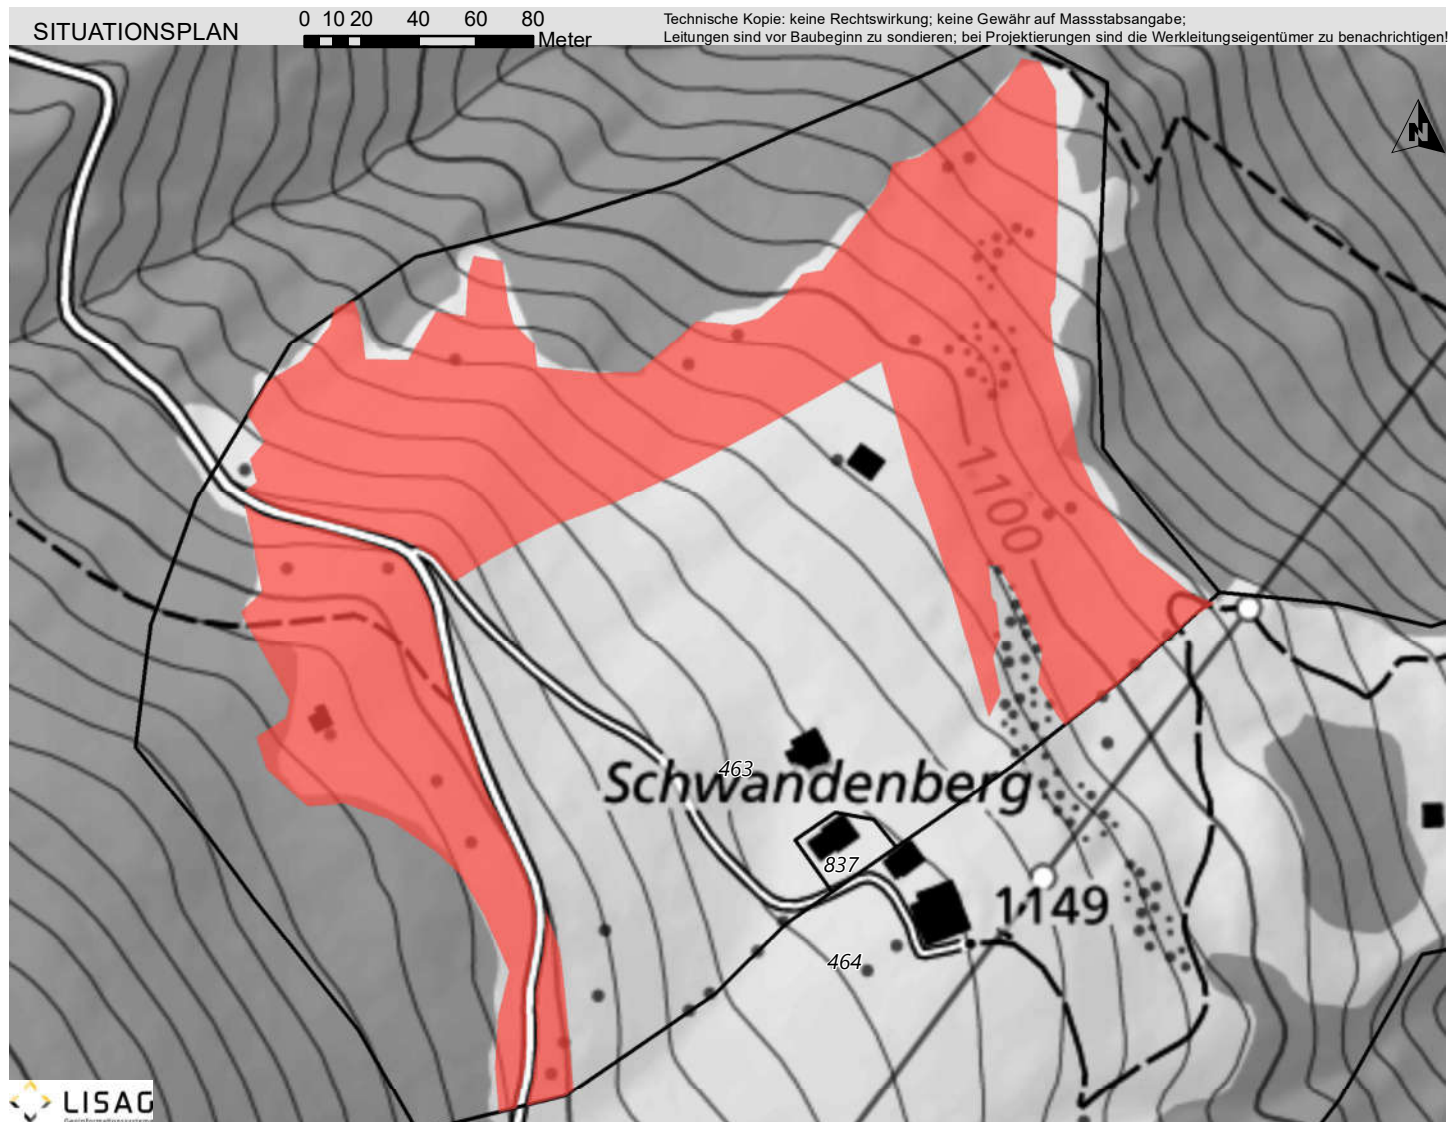 SITUATIONSPLAN
0 10 20 40 60 80
Meter
Technische Kopie: keine Rechtswirkung; keine Gewähr auf Massstabsangabe;
Leitungen sind vor Baubeginn zu sondieren; bei Projektierungen sind die Werkleitungseigentümer zu benachrichtigen!
N
1100
463
Schwandenberg
837
1149
464
LISAG